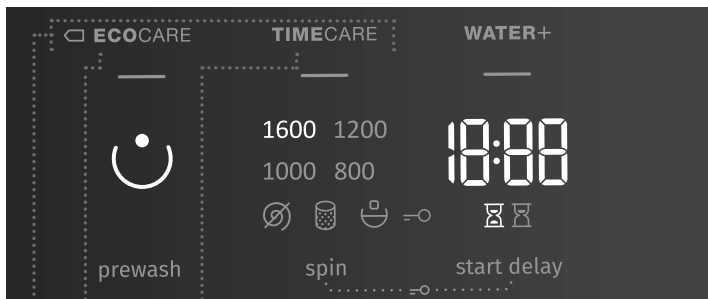 ECOCARE TIMECARE WATER+
1600 1200
18:88
1000 800
prewash spin start delay